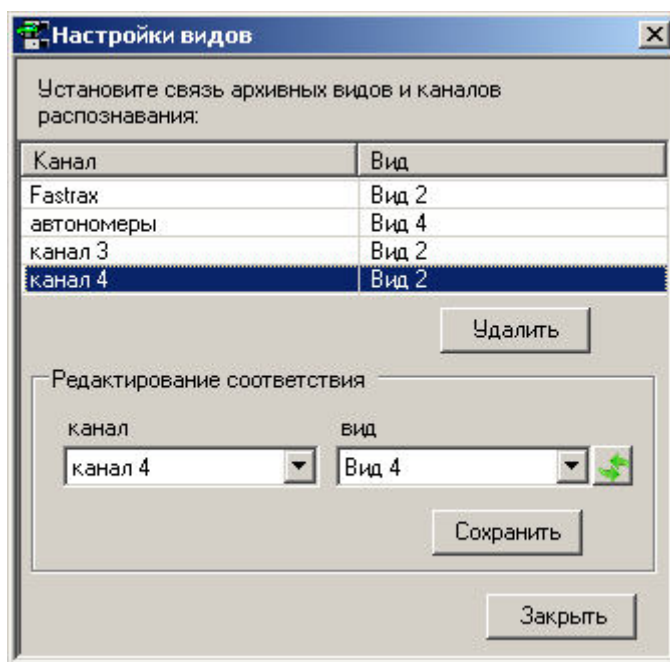 Настройки видов
Установите связь архивных видов и каналов
распознавания:
Канал Вид
Fastrax Вид 2
автономеры Вид 4
канал 3 Вид 2
канал 4 Вид 2
Удалить
Редактирование соответствия
канал вид
канал 4 Вид 4
Сохранить
Закрыть